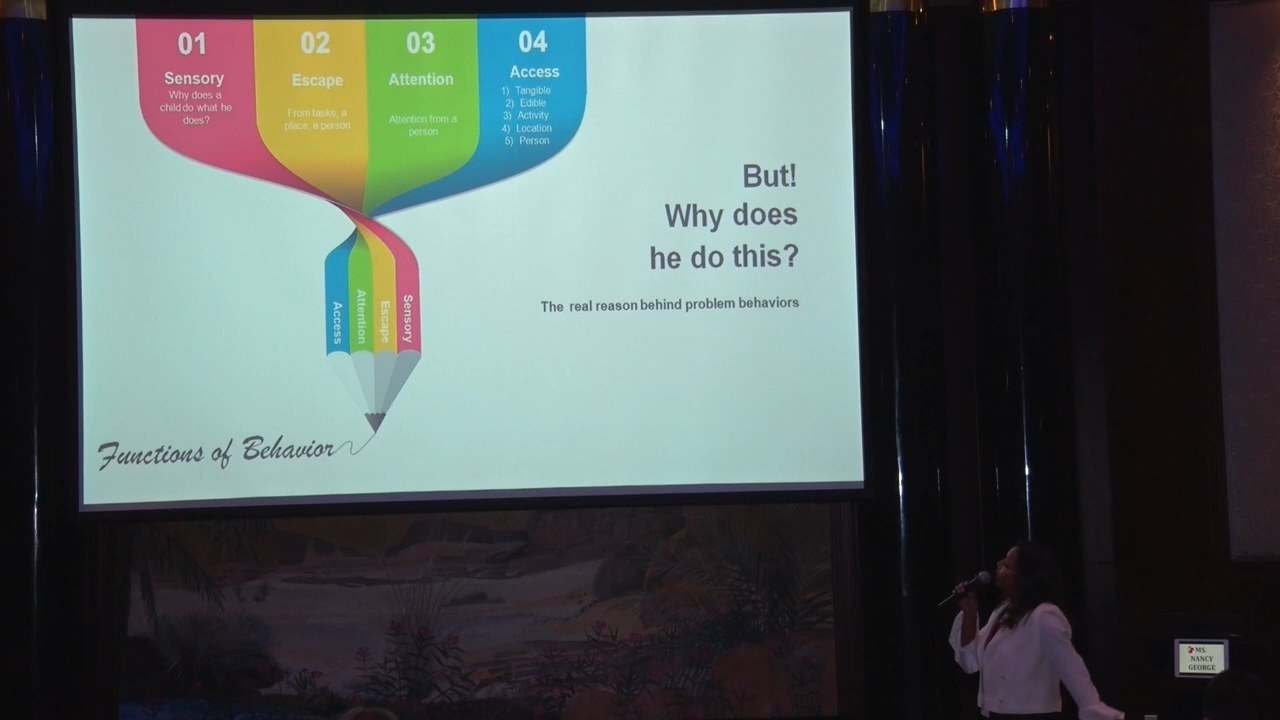 01
Sensory
Why does a
child do what he
does?
02
Escape
From tasks, a
place, a person
03
Attention
Attention from a
person
04
Access
1) Tangible
2) Edible
3) Activity
4) Location
5) Person
But!
Why does
he do this?
The real reason behind problem behaviors
Access
Attention
Escape
Sensory
Functions of Behavior
MS.
NANCY
GEORGE